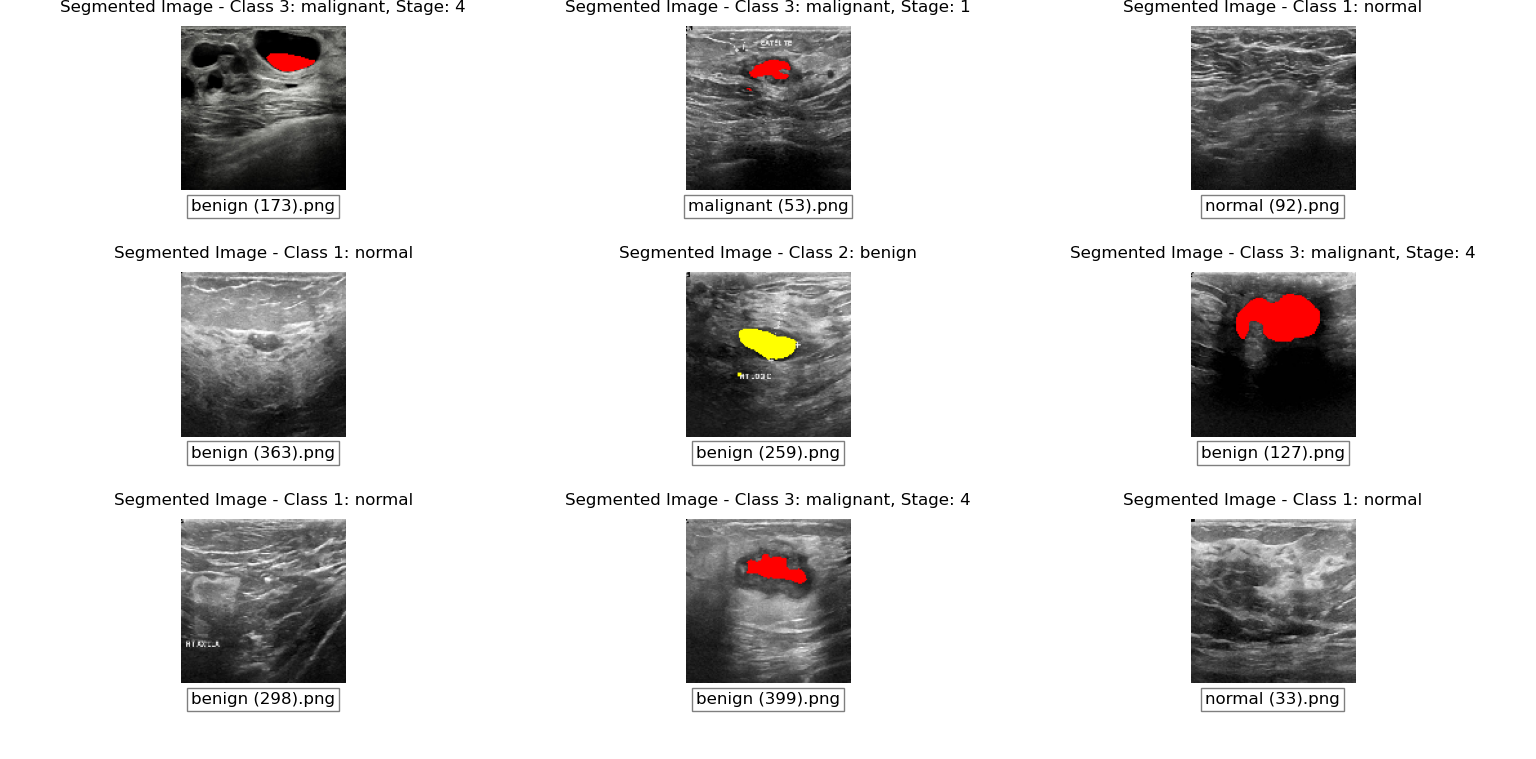 Segmented Image - Class 3: malignant, Stage: 4
Segmented Image - Class 3: malignant, Stage: 1
Segmented Image - Class 1: normal
benign (173).png
malignant (53).png
normal (92).png
Segmented Image - Class 1: normal
Segmented Image - Class 2: benign
Segmented Image - Class 3: malignant, Stage: 4
benign (363).png
benign (259).png
benign (127).png
Segmented Image - Class 1: normal
Segmented Image - Class 3: malignant, Stage: 4
Segmented Image - Class 1: normal
benign (298).png
benign (399).png
normal (33).png